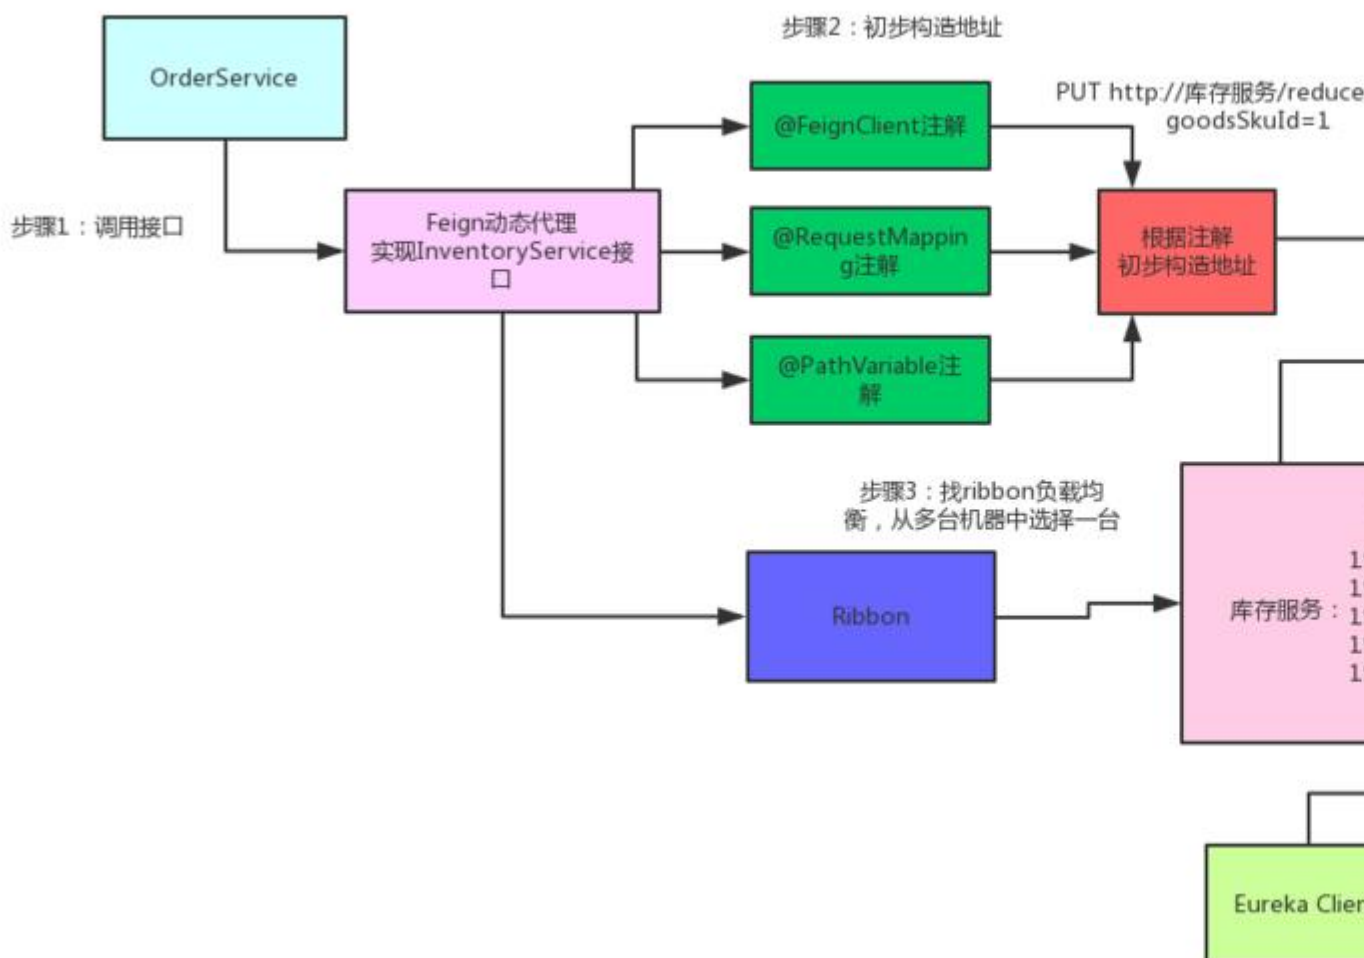 步骤2：初步构造地址
OrderService
PUT http://库存服务/reduce
goodsSkuId=1
@FeignClient注解
步骤1：调用接口
Feign动态代理
实现InventoryService接
口
@RequestMappin
g注解
根据注解
初步构造地址
@PathVariable注
解
步骤3：找ribbon负载均
衡，从多台机器中选择一台
Ribbon
库存服务：
1
1
1
1
1
Eureka Clien